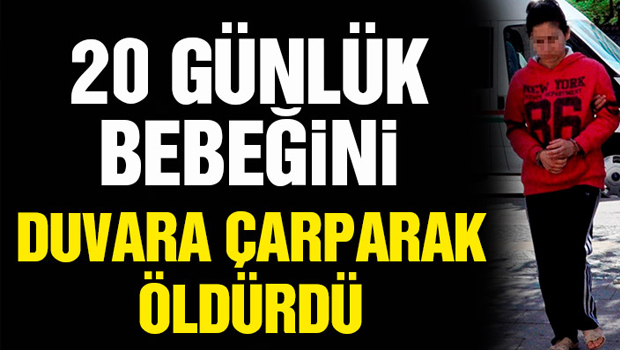 20 GÜNLÜK
BEBEĞİNİ
DUVARA ÇARPARAK
ÖLDÜRDÜ
NEW YORK
86